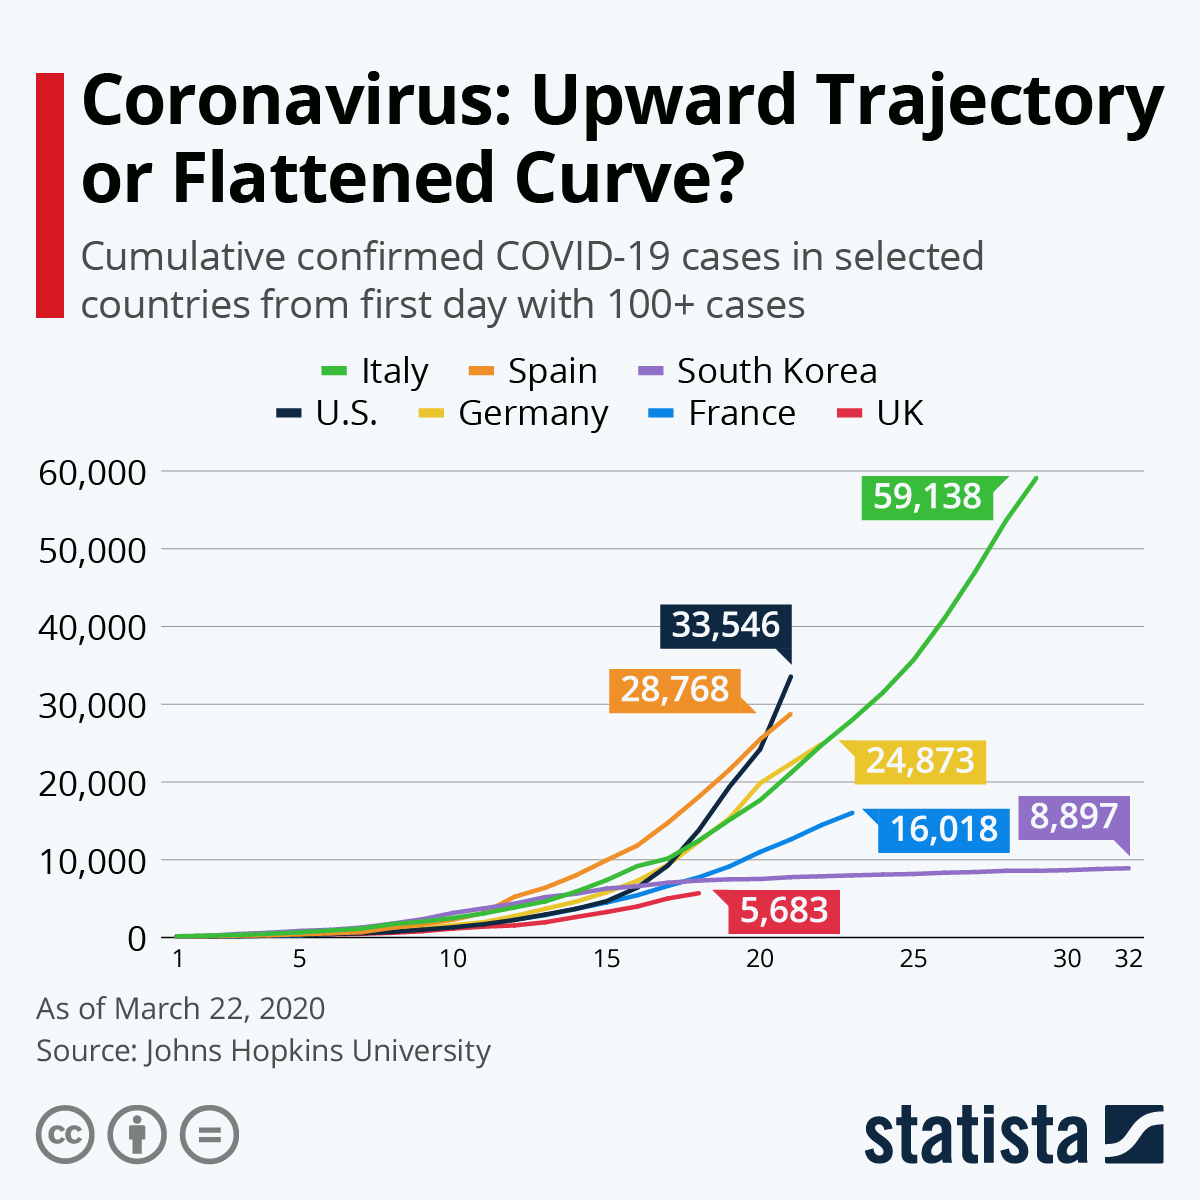 Coronavirus: Upward Trajectory
or Flattened Curve?
Cumulative confirmed COVID-19 cases in selected
countries from first day with 100+ cases
Italy Spain South Korea
U.S. Germany France UK
60,000
59,138
50,000
40,000
33,546
30,000
28,768
24,873
20,000
16,018
8,897
10,000
5,683
0
1 5 10 15 20 25 30 32
As of March 22, 2020
Source: Johns Hopkins University
cc =
statista